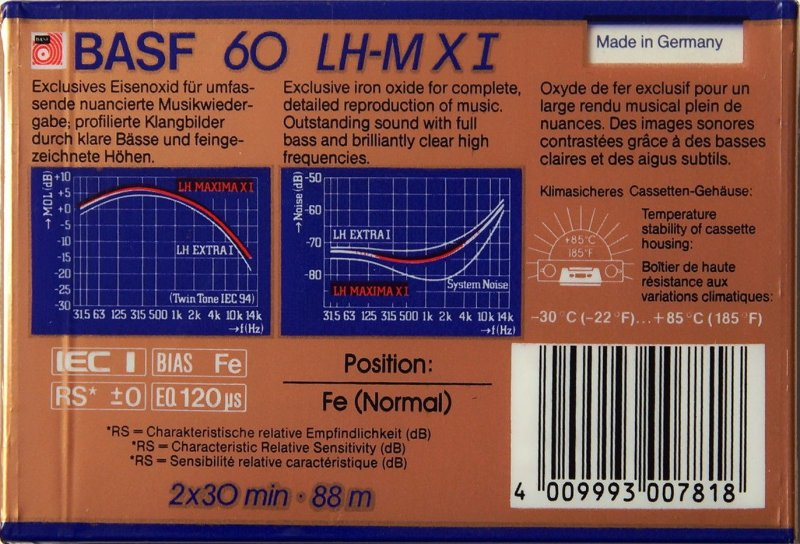 BASF
BASF 60 LH-M X I
Made in Germany
Exclusives Eisenoxid für umfas-
sende nuancierte Musikwieder-
gabe; profilierte Klangbilder
durch klare Bässe und feinge-
zeichnete Höhen.
Exclusive iron oxide for complete,
detailed reproduction of music.
Outstanding sound with full
bass and brilliantly clear high
frequencies.
Oxyde de fer exclusif pour un
large rendu musical plein de
nuances. Des images sonores
contrastées grâce à des basses
claires et des aigus subtils.
→ MOL (dB)
+10
+5
±0
-5
-10
-15
-20
-25
-30
LH MAXIMA X I
LH EXTRA I
(Twin Tone IEC 94)
31.5 63 125 315 500 1k 2k 4k 10k 14k
→f(Hz)
→ Noise (dB)
-50
-60
-70
-80
LH EXTRA I
LH MAXIMA X I
System Noise
31.5 63 125 315 500 1k 2k 4k 10k 14k
→f(Hz)
Klimasicheres Cassetten-Gehäuse:
+85°C
185°F
Temperature
stability of cassette
housing:
Boîtier de haute
résistance aux
variations climatiques:
-30°C (-22°F)...+85°C (185°F)
IEC I BIAS Fe
RS* ±0 EQ 120 µs
Position:
Fe (Normal)
*RS = Charakteristische relative Empfindlichkeit (dB)
*RS = Characteristic Relative Sensitivity (dB)
*RS = Sensibilité relative caractéristique (dB)
2x30 min · 88 m
4 009993 007818